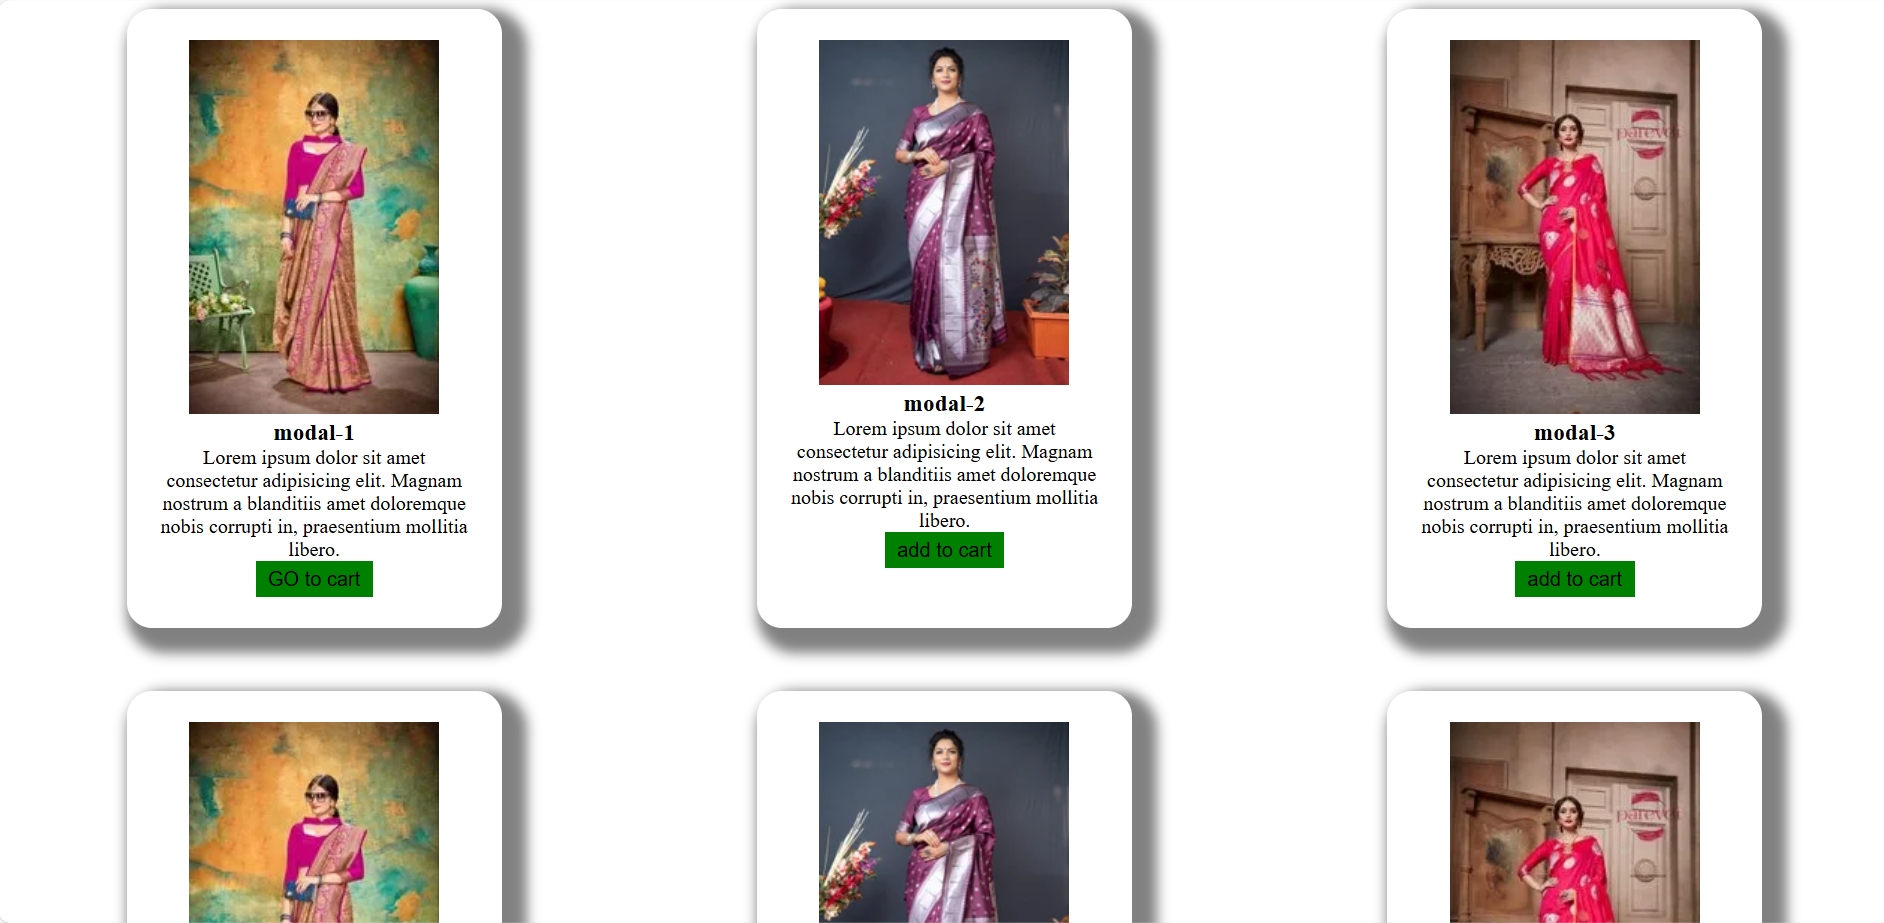 modal-1
Lorem ipsum dolor sit amet
consectetur adipisicing elit. Magnam
nostrum a blanditiis amet doloremque
nobis corrupti in, praesentium mollitia
libero.
GO to cart
modal-2
Lorem ipsum dolor sit amet
consectetur adipisicing elit. Magnam
nostrum a blanditiis amet doloremque
nobis corrupti in, praesentium mollitia
libero.
add to cart
parevoi
modal-3
Lorem ipsum dolor sit amet
consectetur adipisicing elit. Magnam
nostrum a blanditiis amet doloremque
nobis corrupti in, praesentium mollitia
libero.
add to cart
parevoi